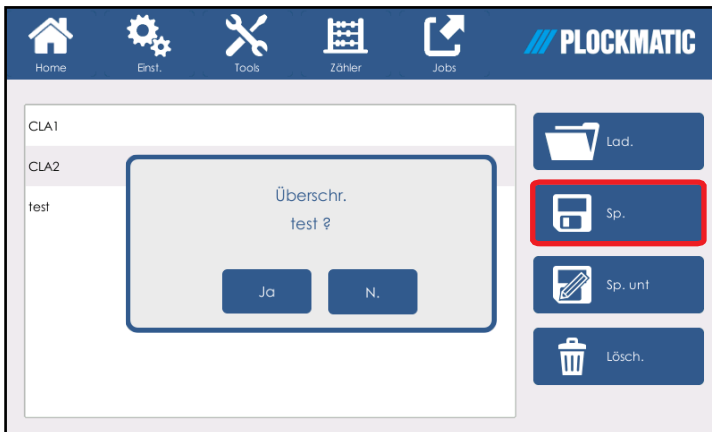 Home
Einst.
Tools
Zähler
Jobs
PLOCKMATIC
CLA1
CLA2
test
Überschr.
test ?
Ja
N.
Lad.
Sp.
Sp. unt
Lösch.